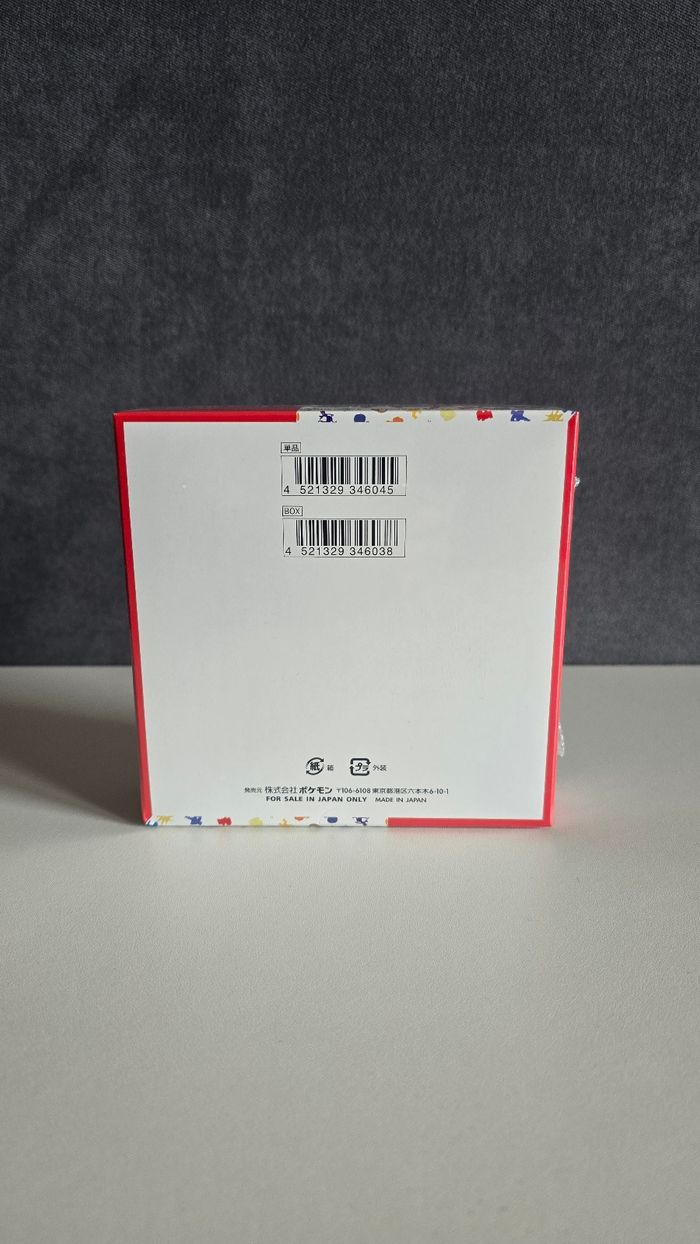 単品
4 521329 346045
BOX
4 521329 346038
紙 箱
プラ 外装
発売元 株式会社ポケモン 〒106-6108 東京都港区六本木6-10-1
FOR SALE IN JAPAN ONLY MADE IN JAPAN